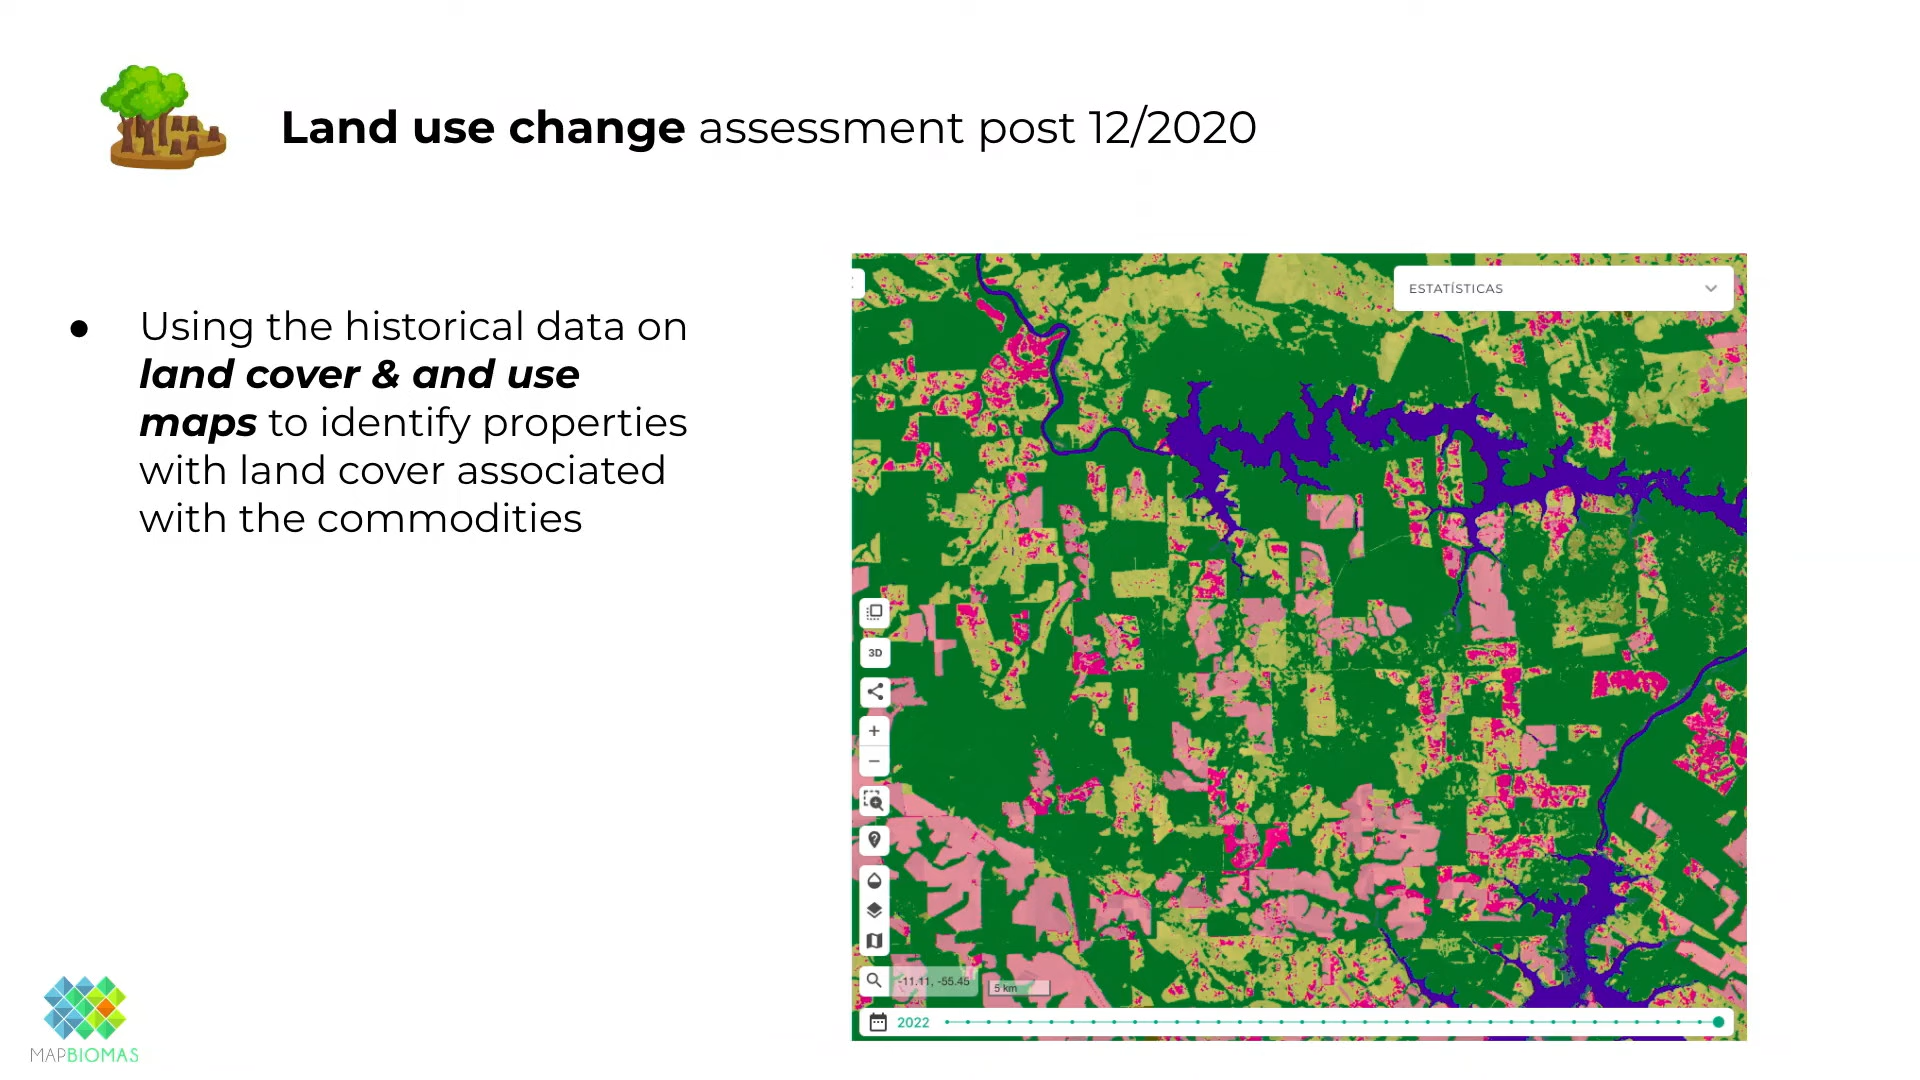 Land use change assessment post 12/2020
● Using the historical data on
land cover & and use
maps to identify properties
with land cover associated
with the commodities
ESTATÍSTICAS
3D
-11.11, -55.45
5 km
2022
MAPBIOMAS